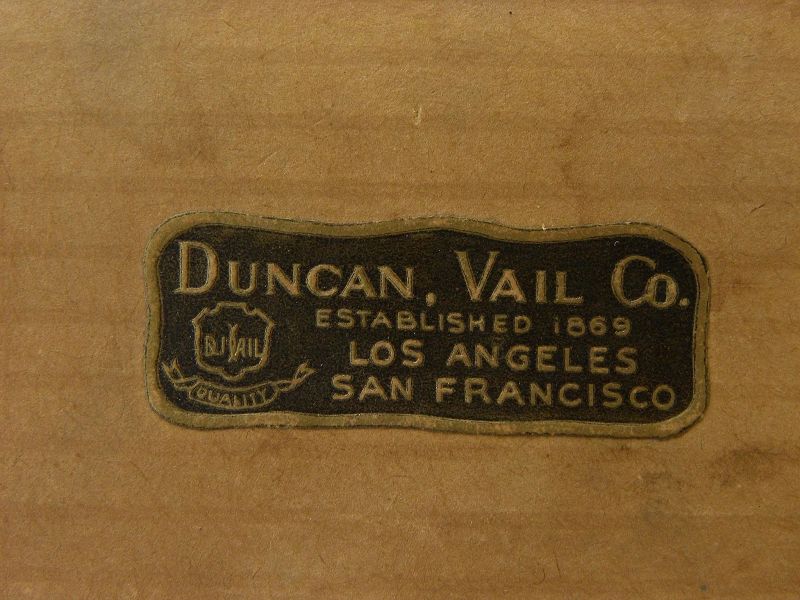 DUNCAN, VAIL CO.
ESTABLISHED 1869
LOS ANGELES
SAN FRANCISCO
QUALITY